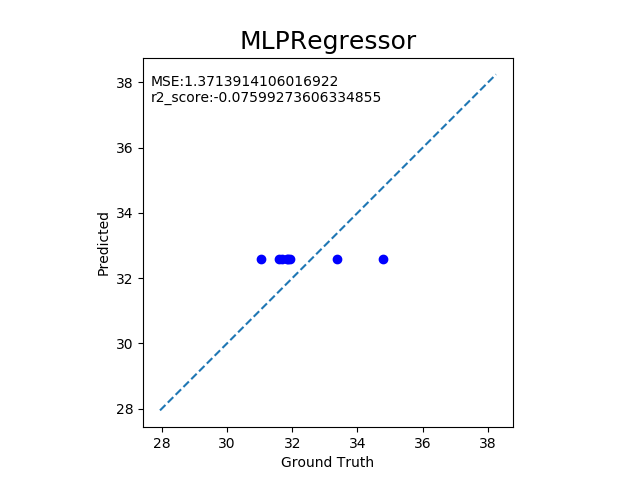 MLPRegressor
MSE:1.3713914106016922
r2_score:-0.07599273606334855
38
36
34
32
30
28
Predicted
28 30 32 34 36 38
Ground Truth